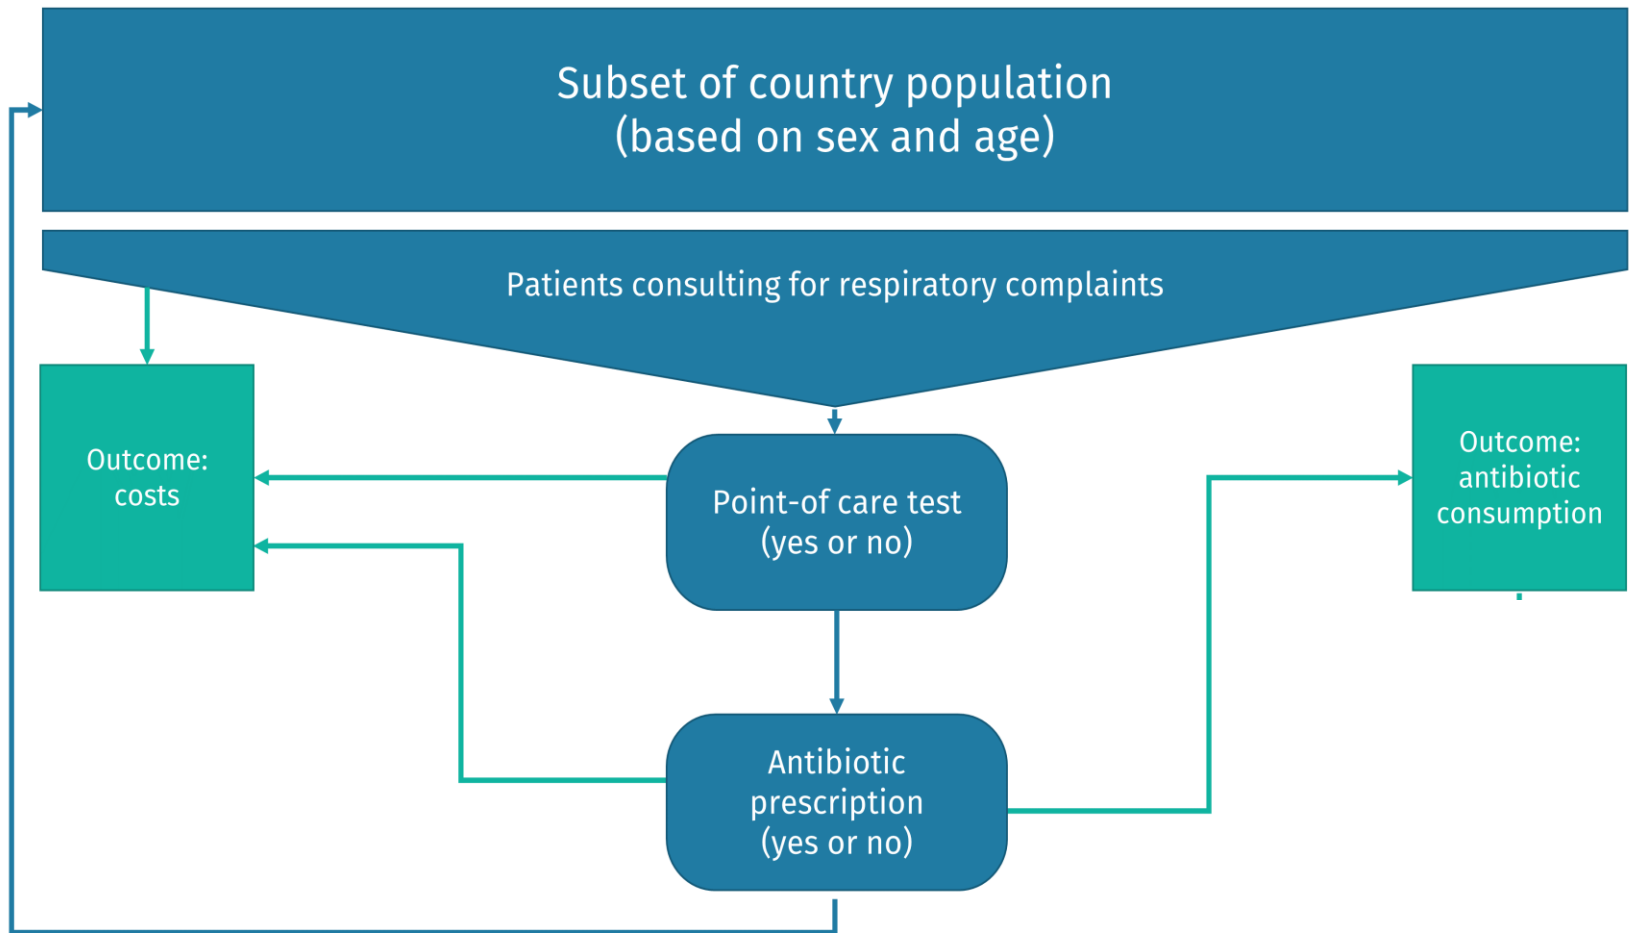 Subset of country population
(based on sex and age)
Patients consulting for respiratory complaints
Outcome:
costs
Point-of care test
(yes or no)
Outcome:
antibiotic
consumption
Antibiotic
prescription
(yes or no)